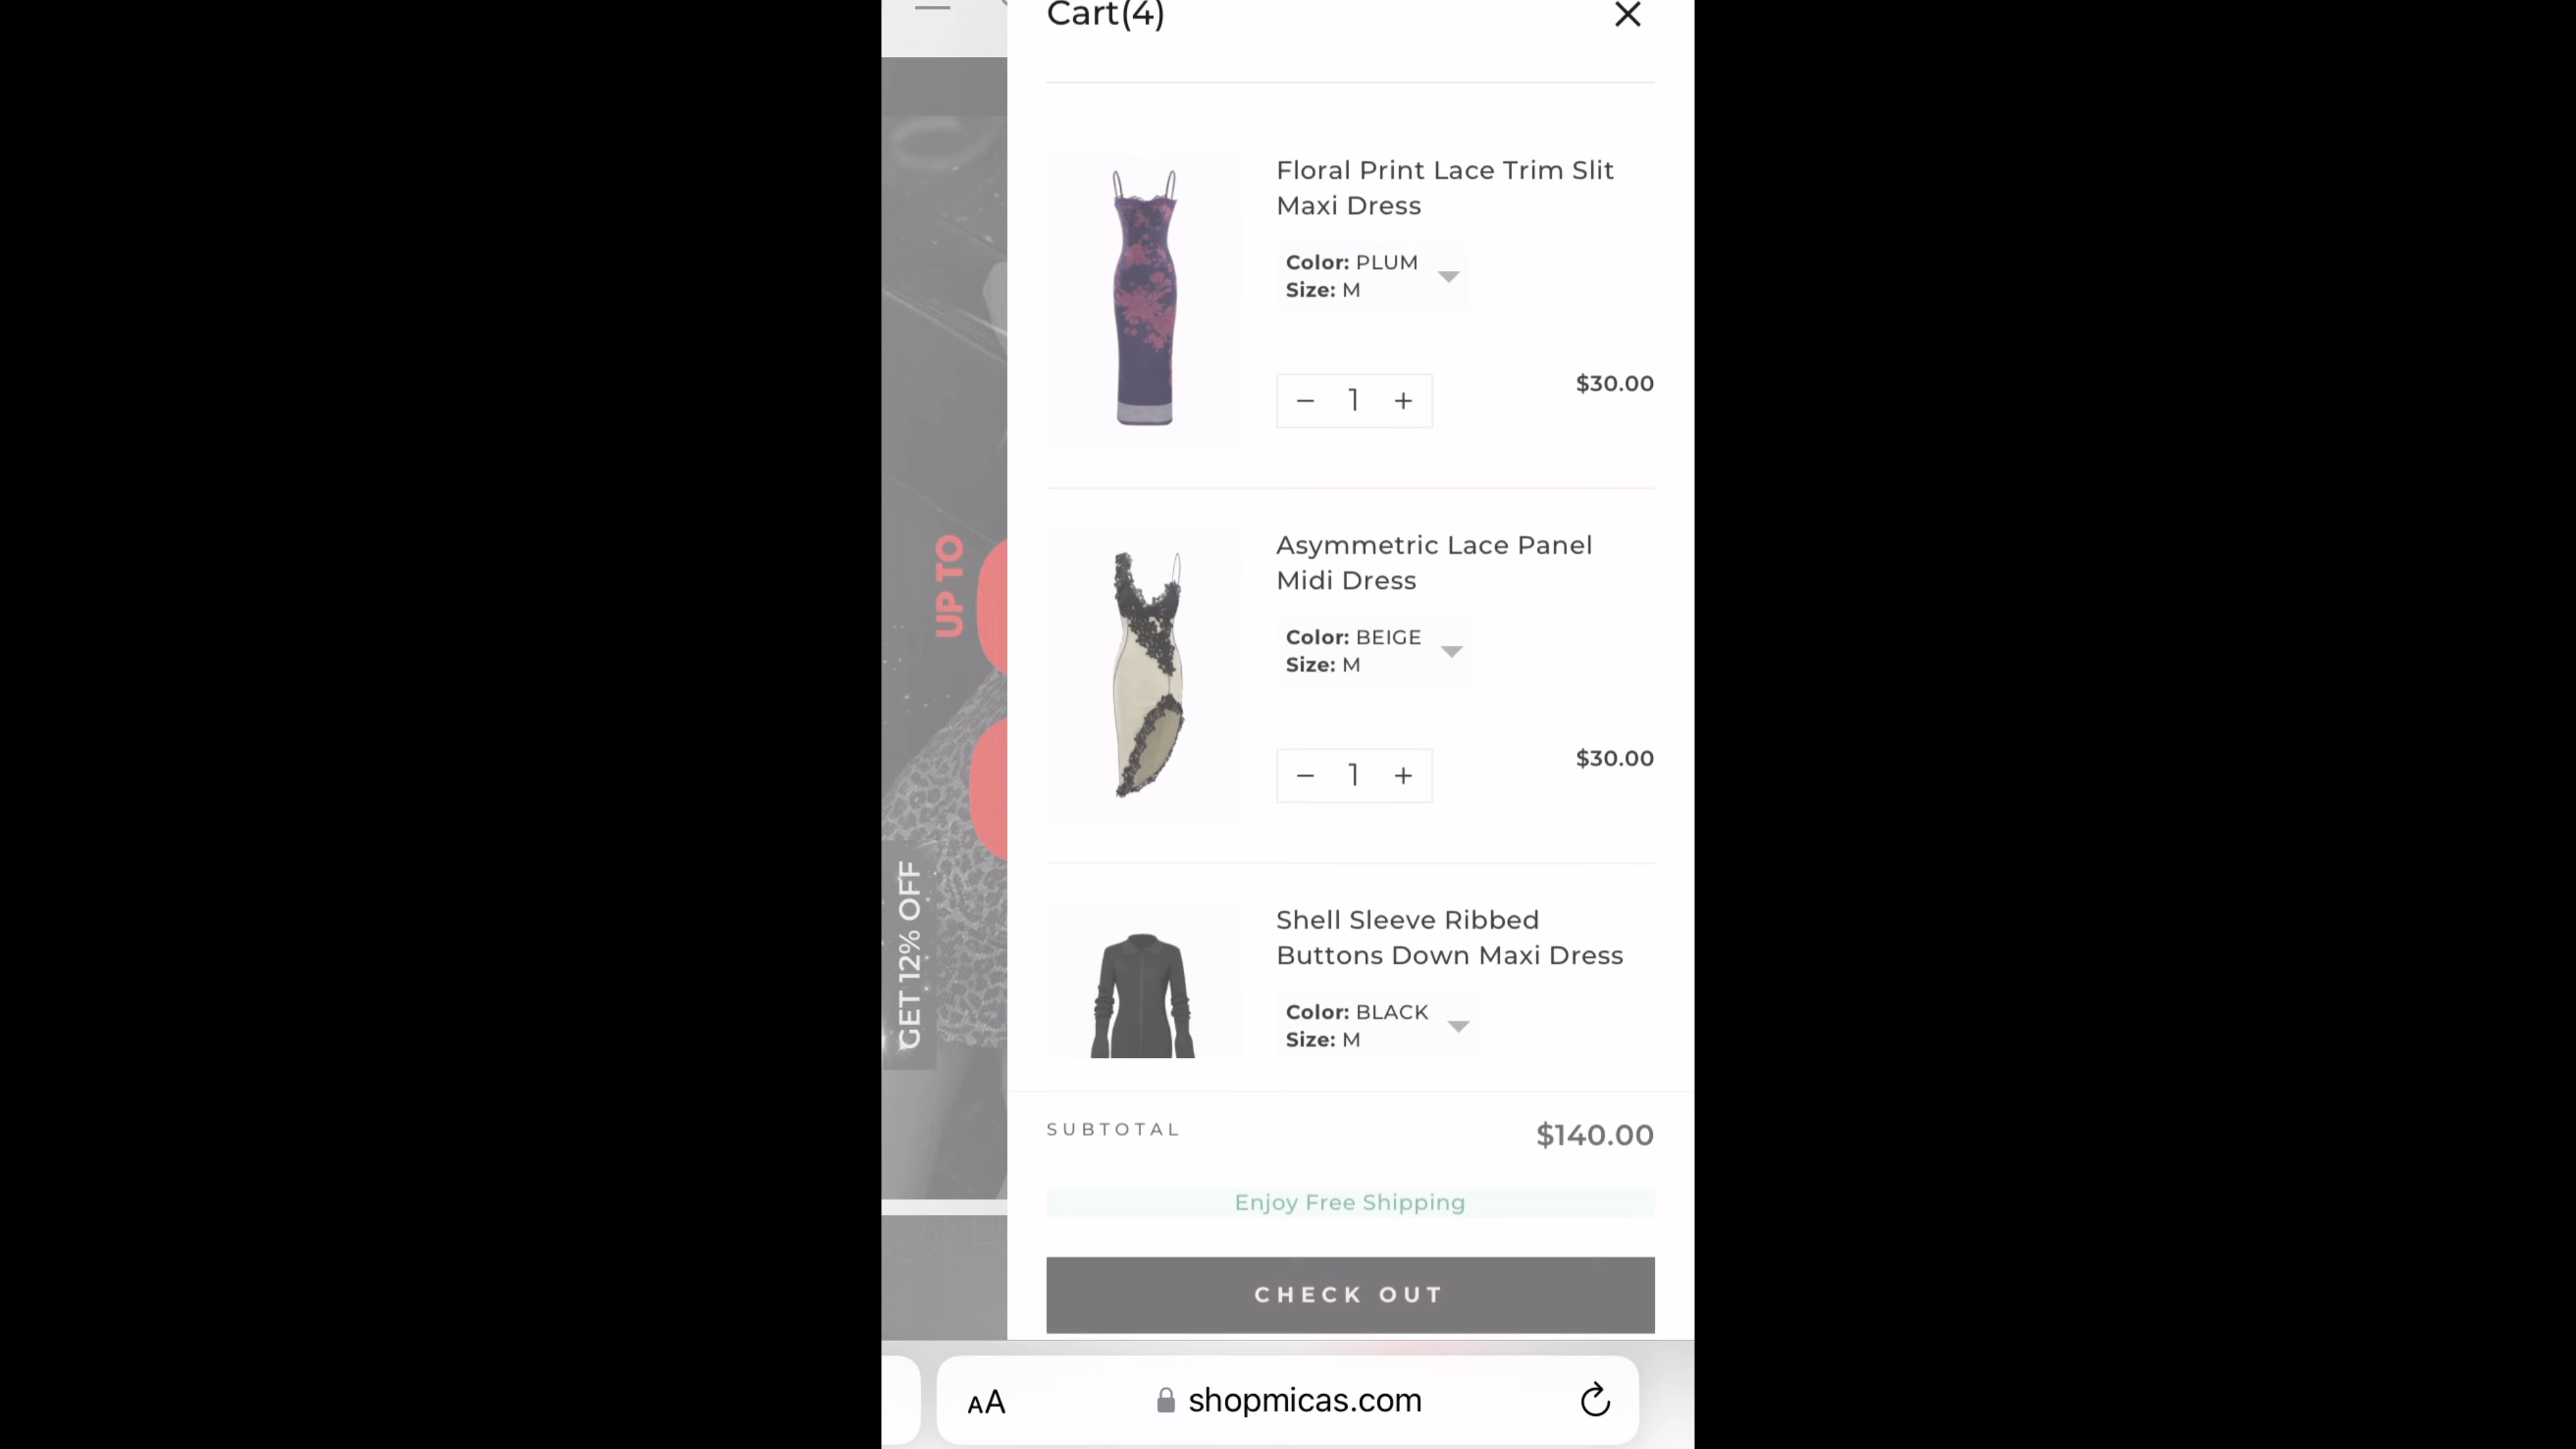 Cart(4)
Floral Print Lace Trim Slit
Maxi Dress
Color: PLUM
Size: M
1
$30.00
Asymmetric Lace Panel
Midi Dress
Color: BEIGE
Size: M
1
$30.00
Shell Sleeve Ribbed
Buttons Down Maxi Dress
Color: BLACK
Size: M
UP TO
GET 12% OFF
SUBTOTAL
$140.00
Enjoy Free Shipping
CHECK OUT
AA
shopmicas.com